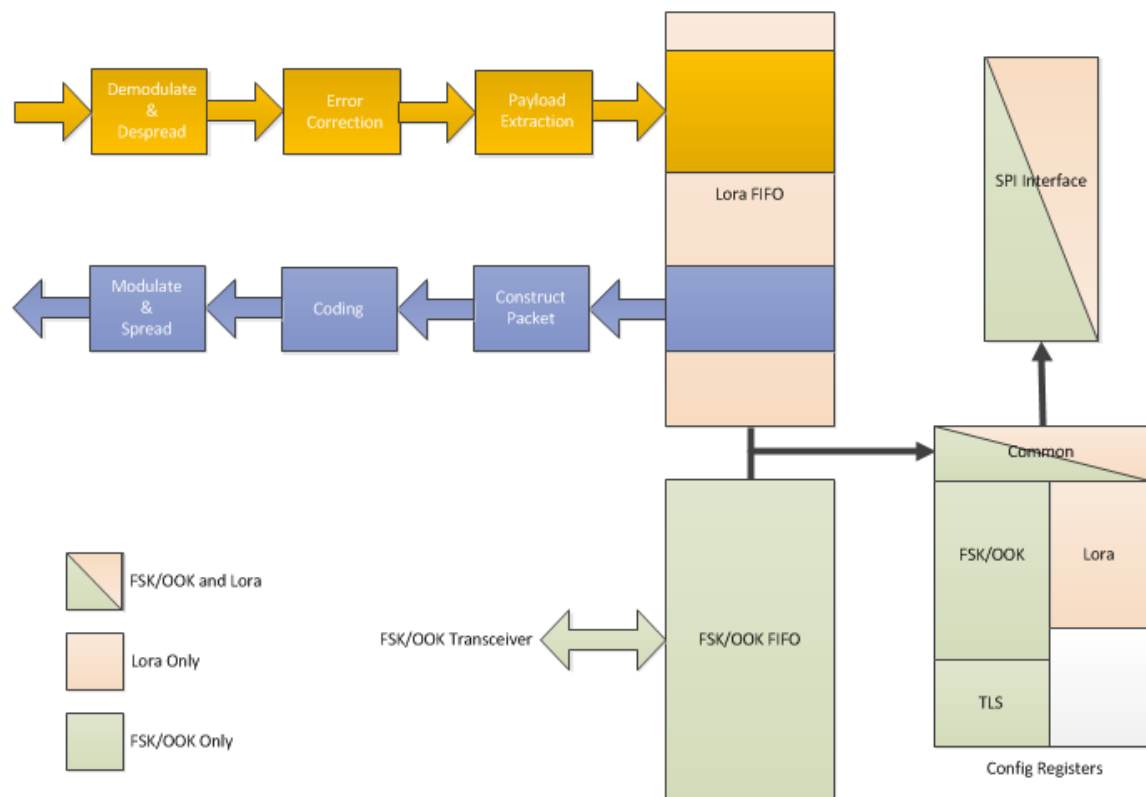 Demodulate
&
Despread
Error
Correction
Payload
Extraction
Lora FIFO
SPI Interface
Modulate
&
Spread
Coding
Construct
Packet
Common
FSK/OOK
Lora
TLS
Config Registers
FSK/OOK and Lora
Lora Only
FSK/OOK Only
FSK/OOK Transceiver
FSK/OOK FIFO